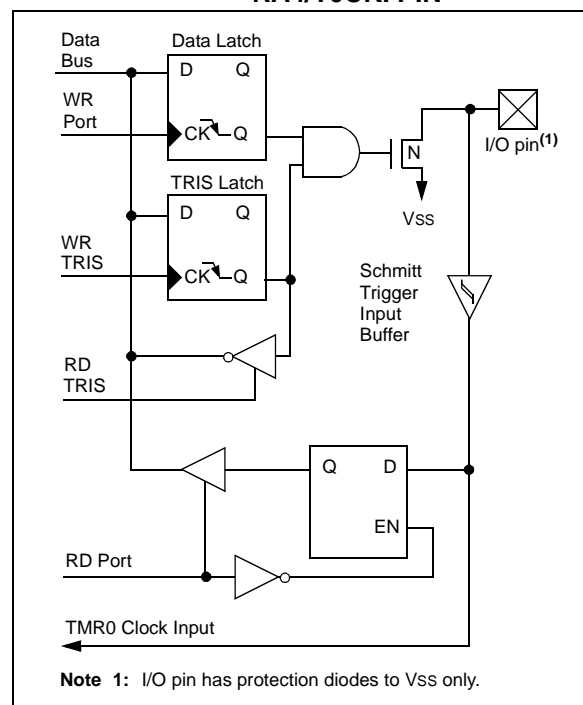 RA4/T0CKI PIN
Data
Bus
Data Latch
D Q
WR
Port
CK Q
N
I/O pin(1)
TRIS Latch
D Q
VSS
WR
TRIS
CK Q
Schmitt
Trigger
Input
Buffer
RD
TRIS
Q D
EN
RD Port
TMR0 Clock Input
Note 1: I/O pin has protection diodes to VSS only.